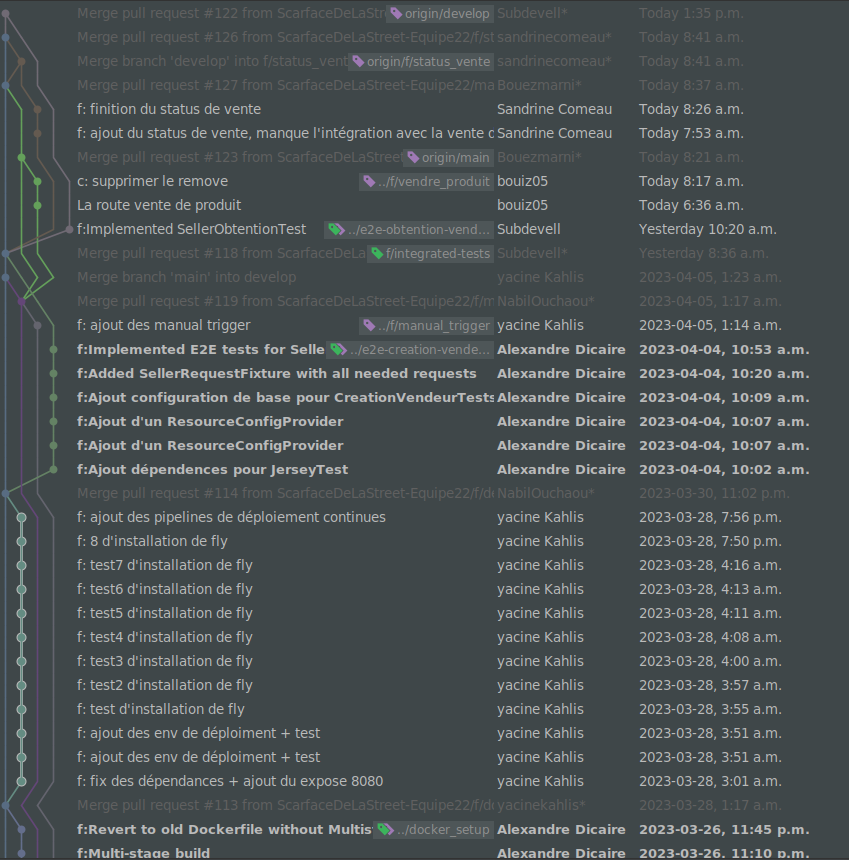 Merge pull request #122 from ScarfaceDeLaStr origin/develop Subdevell* Today 1:35 p.m.
Merge pull request #126 from ScarfaceDeLaStreet-Equipe22/f/st sandrinecomeau* Today 8:41 a.m.
Merge branch 'develop' into f/status_vent origin/f/status_vente sandrinecomeau* Today 8:41 a.m.
Merge pull request #127 from ScarfaceDeLaStreet-Equipe22/ma Bouezmarni* Today 8:37 a.m.
f: finition du status de vente Sandrine Comeau Today 8:26 a.m.
f: ajout du status de vente, manque l'intégration avec la vente c Sandrine Comeau Today 7:53 a.m.
Merge pull request #123 from ScarfaceDeLaStreet origin/main Bouezmarni* Today 8:21 a.m.
c: supprimer le remove ../f/vendre_produit bouiz05 Today 8:17 a.m.
La route vente de produit bouiz05 Today 6:36 a.m.
f:Implemented SellerObtentionTest ../e2e-obtention-vend... Subdevell Yesterday 10:20 a.m.
Merge pull request #118 from ScarfaceDeLa f/integrated-tests Subdevell* Yesterday 8:36 a.m.
Merge branch 'main' into develop yacine Kahlis 2023-04-05, 1:23 a.m.
Merge pull request #119 from ScarfaceDeLaStreet-Equipe22/f/m NabilOuchaou* 2023-04-05, 1:17 a.m.
f: ajout des manual trigger ../f/manual_trigger yacine Kahlis 2023-04-05, 1:14 a.m.
f:Implemented E2E tests for Selle ../e2e-creation-vende... Alexandre Dicaire 2023-04-04, 10:53 a.m.
f:Added SellerRequestFixture with all needed requests Alexandre Dicaire 2023-04-04, 10:20 a.m.
f:Ajout configuration de base pour CreationVendeurTests Alexandre Dicaire 2023-04-04, 10:09 a.m.
f:Ajout d'un ResourceConfigProvider Alexandre Dicaire 2023-04-04, 10:07 a.m.
f:Ajout d'un ResourceConfigProvider Alexandre Dicaire 2023-04-04, 10:07 a.m.
f:Ajout dépendences pour JerseyTest Alexandre Dicaire 2023-04-04, 10:02 a.m.
Merge pull request #114 from ScarfaceDeLaStreet-Equipe22/f/de NabilOuchaou* 2023-03-30, 11:02 p.m.
f: ajout des pipelines de déploiement continues yacine Kahlis 2023-03-28, 7:56 p.m.
f: 8 d'installation de fly yacine Kahlis 2023-03-28, 7:50 p.m.
f: test7 d'installation de fly yacine Kahlis 2023-03-28, 4:16 a.m.
f: test6 d'installation de fly yacine Kahlis 2023-03-28, 4:13 a.m.
f: test5 d'installation de fly yacine Kahlis 2023-03-28, 4:11 a.m.
f: test4 d'installation de fly yacine Kahlis 2023-03-28, 4:08 a.m.
f: test3 d'installation de fly yacine Kahlis 2023-03-28, 4:00 a.m.
f: test2 d'installation de fly yacine Kahlis 2023-03-28, 3:57 a.m.
f: test d'installation de fly yacine Kahlis 2023-03-28, 3:55 a.m.
f: ajout des env de déploiment + test yacine Kahlis 2023-03-28, 3:51 a.m.
f: ajout des env de déploiment + test yacine Kahlis 2023-03-28, 3:51 a.m.
f: fix des dépendances + ajout du expose 8080 yacine Kahlis 2023-03-28, 3:01 a.m.
Merge pull request #113 from ScarfaceDeLaStreet-Equipe22/f/do yacinekahlis* 2023-03-28, 1:17 a.m.
f:Revert to old Dockerfile without Multis ../docker_setup Alexandre Dicaire 2023-03-26, 11:45 p.m.
f:Multi-stage build Alexandre Dicaire 2023-03-26, 11:10 p.m.